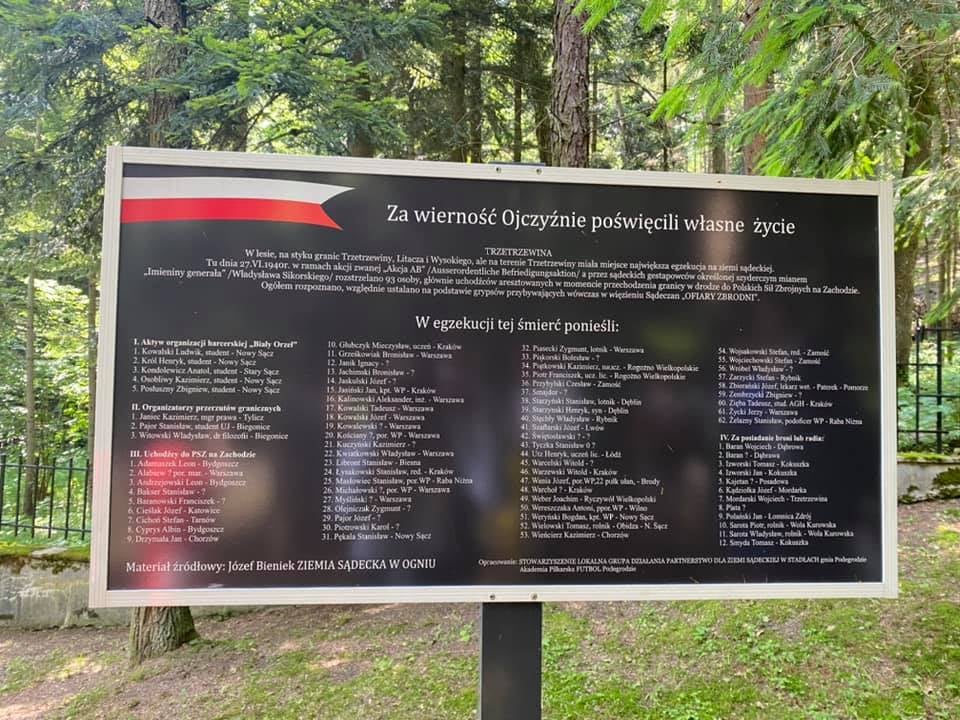 Za wierność Ojczyźnie poświęcili własne życie
TRZETRZEWINA
W lesie, na styku granic Trzetrzewiny, Litacza i Wysokiego, ale na terenie Trzetrzewiny miała miejsce największa egzekucja na ziemi sądeckiej.
Tu dnia 27.VI.1940r. w ramach akcji zwanej „Akcja AB" /Ausserordentliche Befriedigungsaktion/ a przez sądeckich gestapowców określonej szyderczym mianem
„Imieniny generała" /Władysława Sikorskiego/ rozstrzelano 93 osoby, głównie uchodźców aresztowanych w momencie przechodzenia granicy w drodze do Polskich Sił Zbrojnych na Zachodzie.
Ogółem rozpoznano, względnie ustalano na podstawie grypsów przybywających wówczas w więzieniu Sądeczan „OFIARY ZBRODNI".
W egzekucji tej śmierć ponieśli:
I. Aktyw organizacji harcerskiej „Biały Orzeł"
1. Kowalski Ludwik, student - Nowy Sącz
2. Król Henryk, student - Nowy Sącz
3. Kondolewicz Anatol, student - Stary Sącz
4. Osobliwy Kazimierz, student - Nowy Sącz
5. Posłuszny Zbigniew, student - Nowy Sącz
II. Organizatorzy przerzutów granicznych
1. Janoec Kazimierz, mgr prawa - Tylicz
2. Pajor Stanisław, student UJ - Biegonice
3. Witowski Władysław, dr filozofii - Biegonice
III. Uchodźcy do PSZ na Zachodzie
1. Adamaszek Leon - Bydgoszcz
2. Alabiew ? por. mar. - Warszawa
3. Andrzejowski Leon - Bydgoszcz
4. Bakser Stanisław - ?
5. Baranowski Franciszek - ?
6. Cieślak Józef - Katowice
7. Cichoń Stefan - Tarnów
8. Cyprys Albin - Bydgoszcz
9. Drzymała Jan - Chorzów
10. Głubczyk Mieczysław, uczeń - Kraków
11. Grześkowiak Bronisław - Warszawa
12. Janik Ignacy - ?
13. Jachimski Bronisław - ?
14. Jaskulski Józef - ?
15. Jasiński Jan, kpt. WP - Kraków
16. Kalinowski Aleksander, inż. - Warszawa
17. Kowalski Tadeusz - Warszawa
18. Kowalski Józef - Warszawa
19. Kowalewski ? - Warszawa
20. Kościany ?, por. WP - Warszawa
21. Kuczyński Kazimierz - ?
22. Kwiatkowski Władysław - Warszawa
23. Libront Stanisław - Biesna
24. Łysakowski Stanisław, red. - Kraków
25. Masłowiec Stanisław, por.WP - Raba Niżna
26. Michałowski ?, por. WP - Warszawa
27. Myśliński ? - Warszawa
28. Olejniczak Zygmunt - ?
29. Pajor Józef - ?
30. Piotrowski Karol - ?
31. Pękala Stanisław - Nowy Sącz
32. Piasecki Zygmunt, lotnik - Warszawa
33. Piąkorski Bolesław - ?
34. Piątkowski Kazimierz, naucz. - Rogoźno Wielkopolskie
35. Piotr Franciszek, ucz. lic. - Rogoźno Wielkopolskie
36. Przybylski Czesław - Zamość
37. Smajdor - ?
38. Starzyński Stanisław, lotnik - Dęblin
39. Starzyński Henryk, syn - Dęblin
40. Stechły Władysław - Rybnik
41. Szaflarski Józef - Lwów
42. Świętosławski ? - ?
43. Tyczka Stanisław 0 ?
44. Utz Henryk, uczeń lic. - Łódź
45. Warcelski Witold - ?
46. Warzewski Witold - Kraków
47. Wania Józef, por.WP,22 pułk ułan, - Brody
48. Warchoł ? - Kraków
49. Weber Joachim - Ryczywół Wielkopolski
50. Wereszczaka Antoni, ppor.WP - Wilno
51. Weryński Bogdan, kpt. WP - Nowy Sącz
52. Wielowski Tomasz, rolnik - Obidza - N. Sącz
53. Wieńcierz Kazimierz - Chorzów
54. Wojsakowski Stefan, red. - Zamość
55. Wojciechowski Stefan - Zamość
56. Wróbel Władysław - ?
57. Zarzycki Stefan - Rybnik
58. Zbierański Józef, lekarz wet. - Patorek - Pomorze
59. Zembrzycki Zbigniew - ?
60. Zięba Tadeusz, stud. AGH - Kraków
61. Życki Jerzy - Warszawa
62. Żelazny Stanisław, podoficer WP - Raba Niżna
IV. Za posiadanie broni lub radia:
1. Baran Wojciech - Dąbrowa
2. Baran ? - Dąbrowa
3. Izworski Tomasz - Kokuszka
4. Izworski Jan - Kokuszka
5. Kajetan ? - Posadowa
6. Kądziołka Józef - Mordarka
7. Mordarski Wojciech - Trzetrzewina
8. Plata ?
9. Polański Jan - Łomnica Zdrój
10. Sarota Piotr, rolnik - Wola Kurowska
11. Sarota Władysław, rolnik - Wola Kurowska
12. Smyda Tomasz - Kokuszka
Materiał źródłowy: Józef Bieniek ZIEMIA SĄDECKA W OGNIU
Opracowanie: STOWARZYSZENIE LOKALNA GRUPA DZIAŁANIA PARTNERSTWO DLA ZIEMI SĄDECKIEJ W STADŁACH gmina Podegrodzie
Akademia Piłkarska FUTBOL Podegrodzie